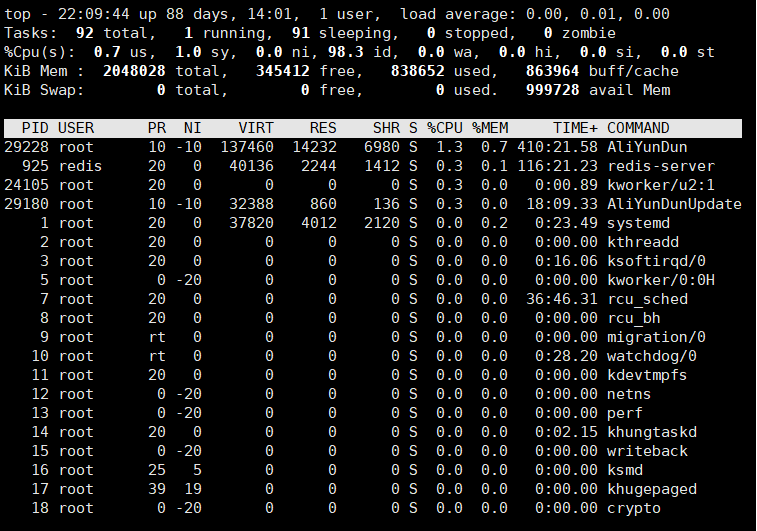 top - 22:09:44 up 88 days, 14:01,  1 user,  load average: 0.00, 0.01, 0.00
Tasks:  92 total,   1 running,  91 sleeping,   0 stopped,   0 zombie
%Cpu(s):  0.7 us,  1.0 sy,  0.0 ni, 98.3 id,  0.0 wa,  0.0 hi,  0.0 si,  0.0 st
KiB Mem :  2048028 total,   345412 free,   838652 used,   863964 buff/cache
KiB Swap:        0 total,        0 free,        0 used.   999728 avail Mem
  PID USER      PR  NI    VIRT    RES    SHR S %CPU %MEM     TIME+ COMMAND
29228 root      10 -10  137460  14232   6980 S  1.3  0.7 410:21.58 AliYunDun
  925 redis     20   0   40136   2244   1412 S  0.3  0.1 116:21.23 redis-server
24105 root      20   0       0      0      0 S  0.3  0.0   0:00.89 kworker/u2:1
29180 root      10 -10   32388    860    136 S  0.3  0.0  18:09.33 AliYunDunUpdate
    1 root      20   0   37820   4012   2120 S  0.0  0.2   0:23.49 systemd
    2 root      20   0       0      0      0 S  0.0  0.0   0:00.00 kthreadd
    3 root      20   0       0      0      0 S  0.0  0.0   0:16.06 ksoftirqd/0
    5 root       0 -20       0      0      0 S  0.0  0.0   0:00.00 kworker/0:0H
    7 root      20   0       0      0      0 S  0.0  0.0  36:46.31 rcu_sched
    8 root      20   0       0      0      0 S  0.0  0.0   0:00.00 rcu_bh
    9 root      rt   0       0      0      0 S  0.0  0.0   0:00.00 migration/0
   10 root      rt   0       0      0      0 S  0.0  0.0   0:28.20 watchdog/0
   11 root      20   0       0      0      0 S  0.0  0.0   0:00.00 kdevtmpfs
   12 root       0 -20       0      0      0 S  0.0  0.0   0:00.00 netns
   13 root       0 -20       0      0      0 S  0.0  0.0   0:00.00 perf
   14 root      20   0       0      0      0 S  0.0  0.0   0:02.15 khungtaskd
   15 root       0 -20       0      0      0 S  0.0  0.0   0:00.00 writeback
   16 root      25   5       0      0      0 S  0.0  0.0   0:00.00 ksmd
   17 root      39  19       0      0      0 S  0.0  0.0   0:00.00 khugepaged
   18 root       0 -20       0      0      0 S  0.0  0.0   0:00.00 crypto